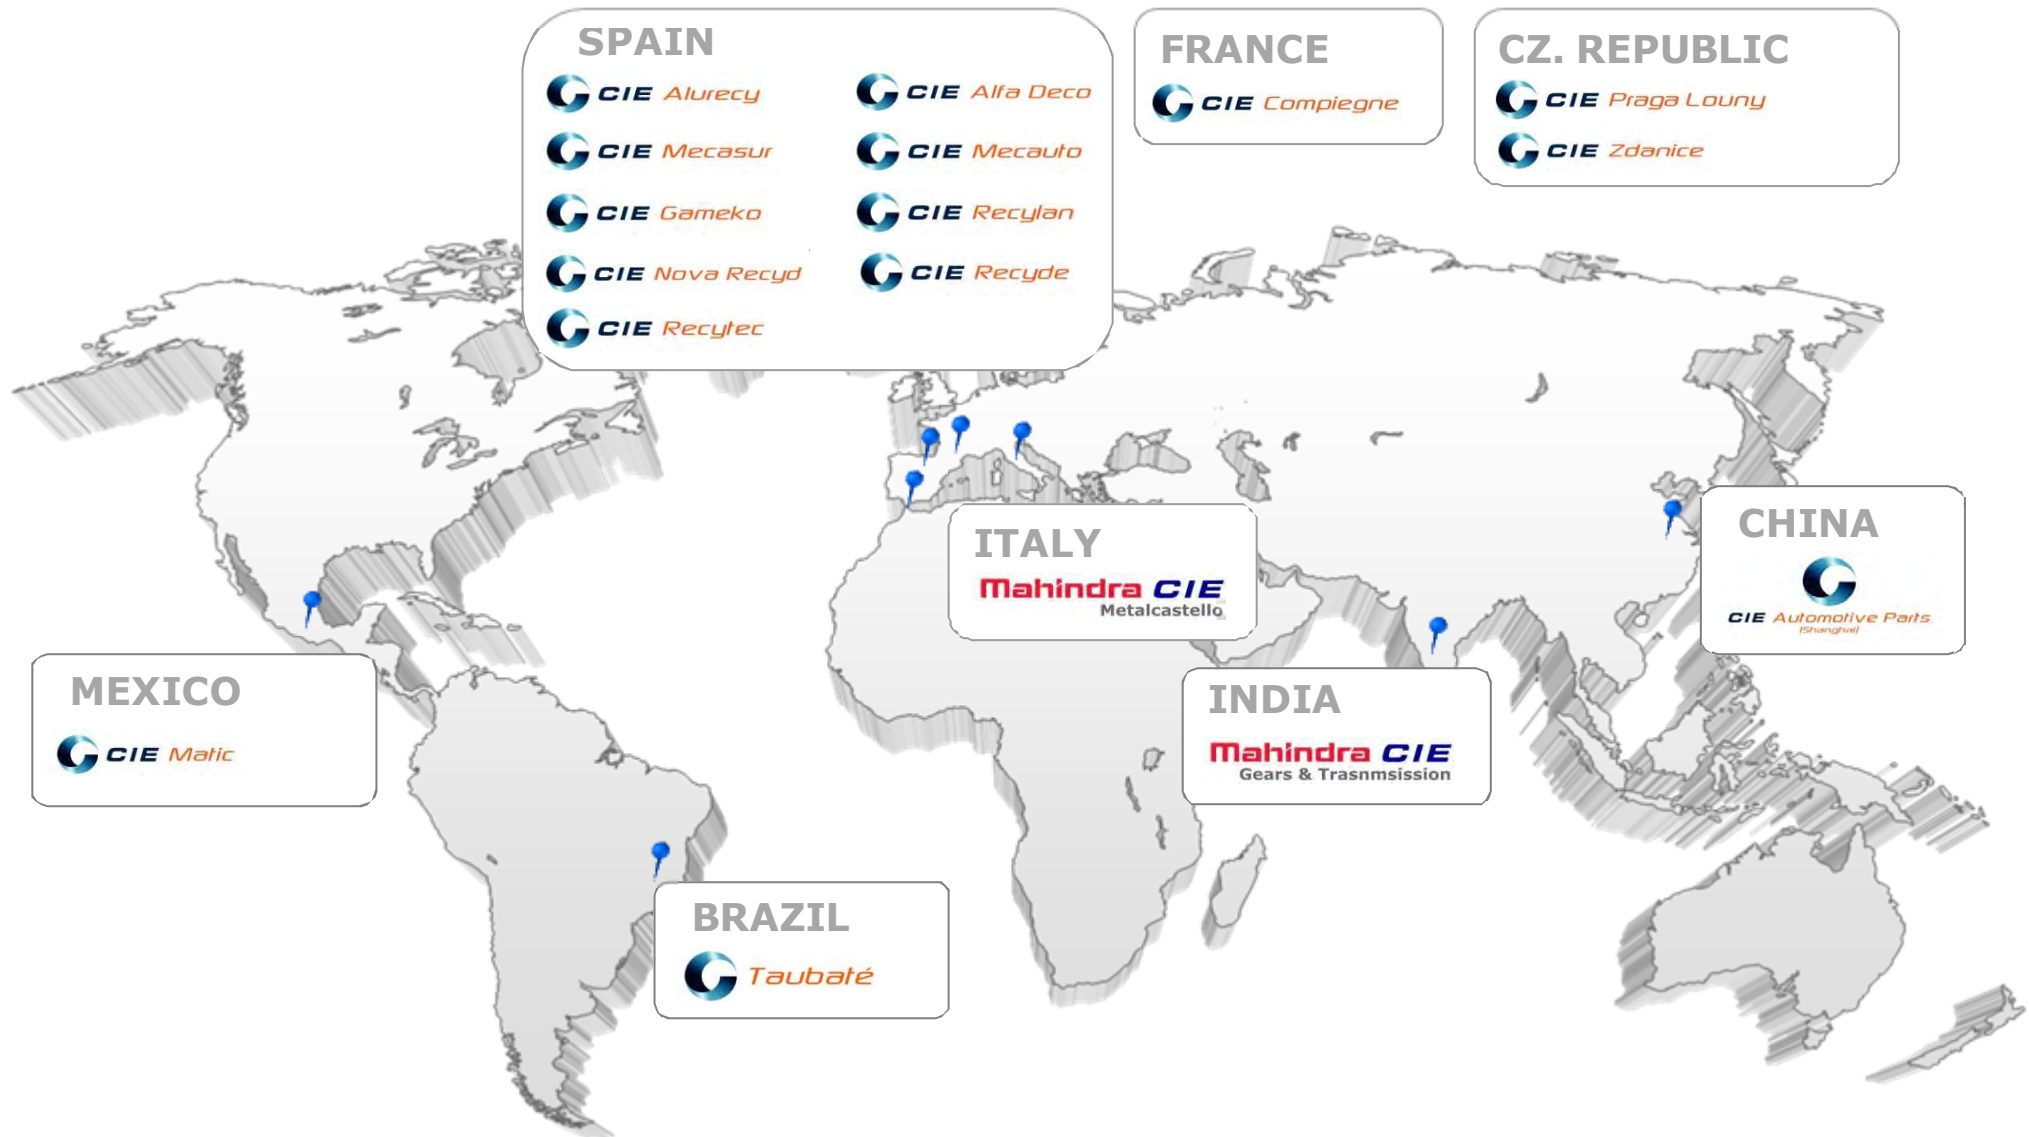 SPAIN
CIE Alurecy
CIE Alfa Deco
CIE Mecasur
CIE Mecauto
CIE Gameko
CIE Recylan
CIE Nova Recyd
CIE Recyde
CIE Recytec
FRANCE
CIE Compiegne
CZ. REPUBLIC
CIE Praga Louny
CIE Zdanice
ITALY
Mahindra CIE
Metalcastello
CHINA
CIE Automotive Parts
(Shanghai)
MEXICO
CIE Matic
INDIA
Mahindra CIE
Gears & Trasnmsission
BRAZIL
Taubaté